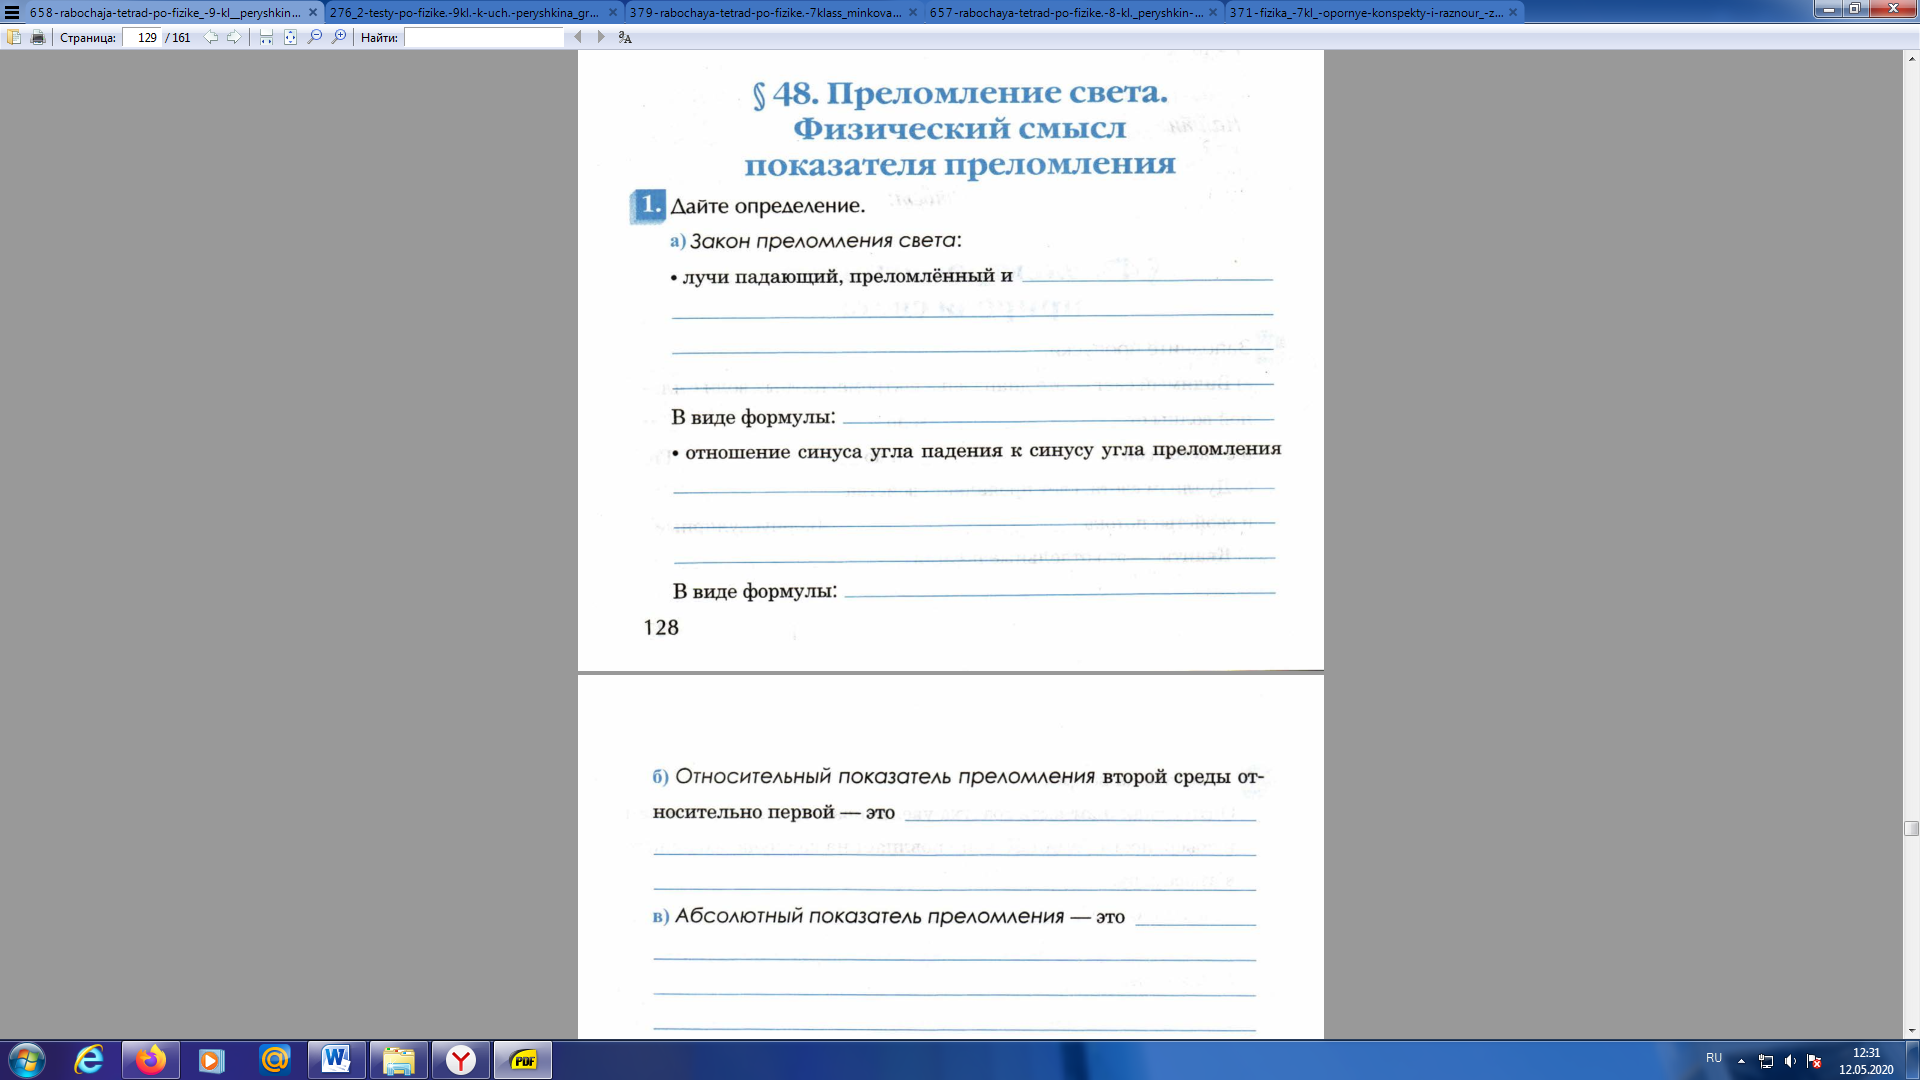 658-rabochaja-tetrad-po-fizike_-9-kl__peryshkin...
276_2-testy-po-fizike.-9kl.-k-uch.-peryshkina_gr...
379-rabochaya-tetrad-po-fizike.-7klass_minkova...
657-rabochaya-tetrad-po-fizike.-8-kl._peryshkin-...
371-fizika_-7kl_-opornye-konspekty-i-raznour_-z...
Страница: 129 / 161 Найти:
§ 48. Преломление света.
Физический смысл
показателя преломления
1. Дайте определение.
а) Закон преломления света:
• лучи падающий, преломлённый и
В виде формулы:
• отношение синуса угла падения к синусу угла преломления
В виде формулы:
128
б) Относительный показатель преломления второй среды от-
носительно первой — это
в) Абсолютный показатель преломления — это
RU
12:31
12.05.2020
PDF